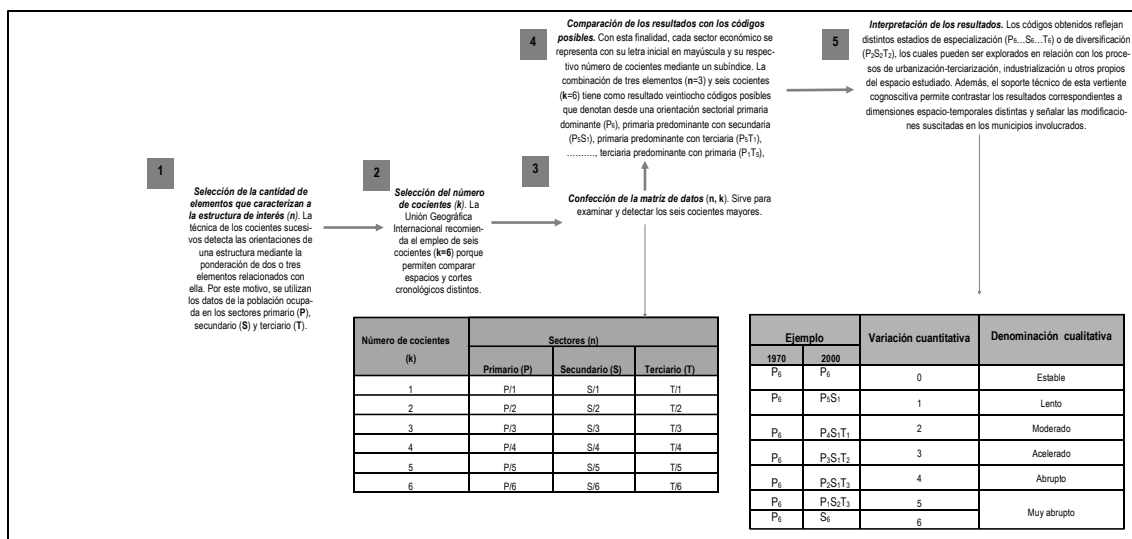 1
Selección de la cantidad de
elementos que caracterizan a
la estructura de interés (n). La
técnica de los cocientes sucesi-
vos detecta las orientaciones de
una estructura mediante la
ponderación de dos o tres
elementos relacionados con
ella. Por este motivo, se utilizan
los datos de la población ocupa-
da en los sectores primario (P),
secundario (S) y terciario (T).
2
Selección del número
de cocientes (k). La
Unión Geográfica
Internacional recomien-
da el empleo de seis
cocientes (k=6) porque
permiten comparar
espacios y cortes
cronológicos distintos.
3
Confección de la matriz de datos (n, k). Sirve para
examinar y detectar los seis cocientes mayores.
4
Comparación de los resultados con los códigos
posibles. Con esta finalidad, cada sector económico se
representa con su letra inicial en mayúscula y su respec-
tivo número de cocientes mediante un subíndice. La
combinación de tres elementos (n=3) y seis cocientes
(k=6) tiene como resultado veintiocho códigos posibles
que denotan desde una orientación sectorial primaria
dominante (P₆), primaria predominante con secundaria
(P₅S₁), primaria predominante con terciaria (P₅T₁),
.........., terciaria predominante con primaria (P₁T₅),
5
Interpretación de los resultados. Los códigos obtenidos reflejan
distintos estadios de especialización (P₆...S₆...T₆) o de diversificación
(P₂S₂T₂), los cuales pueden ser explorados en relación con los proce-
sos de urbanización-terciarización, industrialización u otros propios
del espacio estudiado. Además, el soporte técnico de esta vertiente
cognoscitiva permite contrastar los resultados correspondientes a
dimensiones espacio-temporales distintas y señalar las modificacio-
nes suscitadas en los municipios involucrados.
Número de cocientes
(k)
Sectores (n)
Primario (P) Secundario (S) Terciario (T)
1 P/1 S/1 T/1
2 P/2 S/2 T/2
3 P/3 S/3 T/3
4 P/4 S/4 T/4
5 P/5 S/5 T/5
6 P/6 S/6 T/6
Ejemplo Variación cuantitativa Denominación cualitativa
1970 2000
P₆ P₆ 0 Estable
P₆ P₅S₁ 1 Lento
P₆ P₄S₁T₁ 2 Moderado
P₆ P₃S₁T₂ 3 Acelerado
P₆ P₂S₁T₃ 4 Abrupto
P₆ P₁S₂T₃ 5 Muy abrupto
P₆ S₆ 6